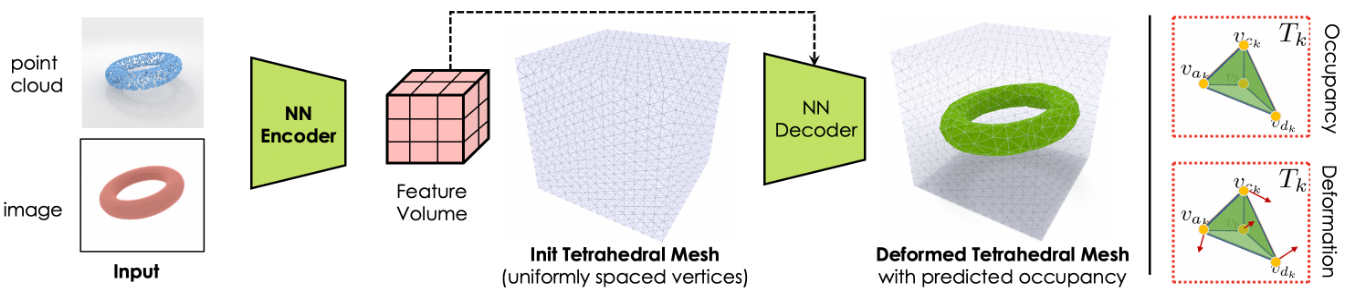 point
cloud
image
Input
NN
Encoder
Feature
Volume
Init Tetrahedral Mesh
(uniformly spaced vertices)
NN
Decoder
Deformed Tetrahedral Mesh
with predicted occupancy
T_k
v_{c_k}
v_{a_k}
v_{d_k}
Occupancy
T_k
v_{c_k}
v_{a_k}
v_{d_k}
Deformation